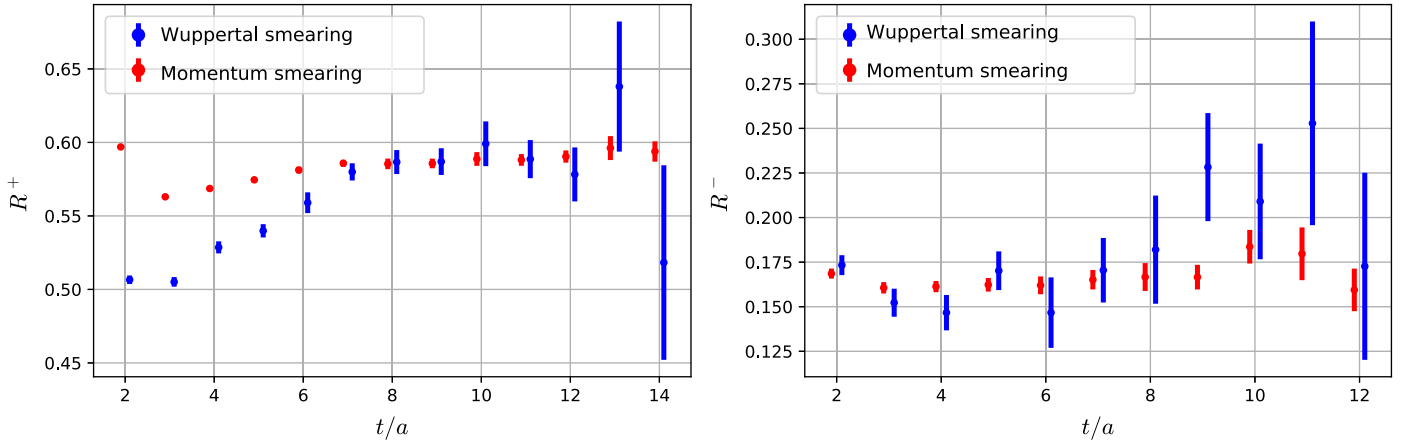 Wuppertal smearing
Momentum smearing
0.65
0.60
0.55
0.50
0.45
R⁺
2 4 6 8 10 12 14
t/a
Wuppertal smearing
Momentum smearing
0.300
0.275
0.250
0.225
0.200
0.175
0.150
0.125
R⁻
2 4 6 8 10 12
t/a